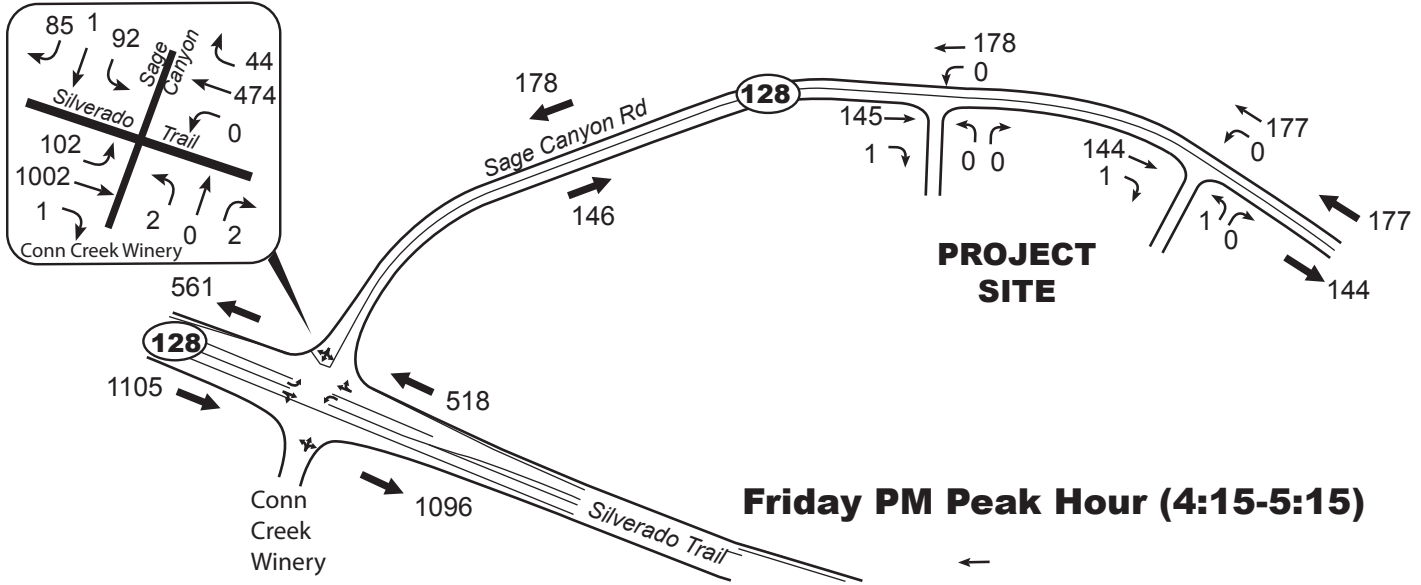 85 1
92
Sage
Canyon
44
474
Silverado
Trail
0
102
1002
1
2 0 2
Conn Creek Winery
178
Sage Canyon Rd
146
128
178
0
145
1
0 0
144
1
177
0
1
0
177
144
PROJECT
SITE
561
128
1105
518
1096
Conn
Creek
Winery
Silverado Trail
Friday PM Peak Hour (4:15-5:15)